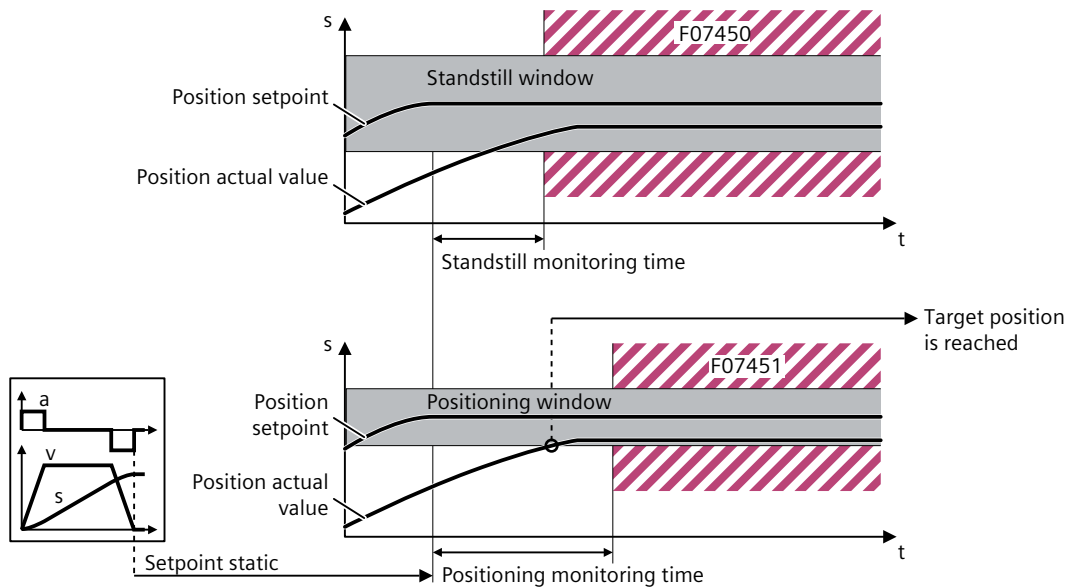 s
F07450
Standstill window
Position setpoint
Position actual value
t
Standstill monitoring time
Target position
is reached
s
F07451
Positioning window
Position
setpoint
a
v
s
Position actual
value
t
Setpoint static
Positioning monitoring time